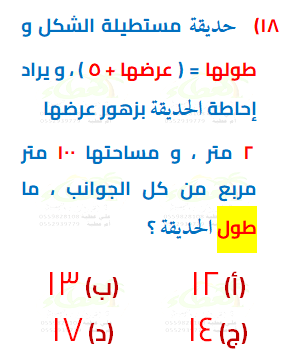 ١٨) حديقة مستطيلة الشكل و
طولها = ( عرضها + ٥ ) ، و يراد
إحاطة الحديقة بزهور عرضها
٢ متر ، و مساحتها ١٠٠ متر
مربع من كل الجوانب ، ما
طول الحديقة ؟
(أ) ١٢ (ب) ١٣
(ج) ١٤ (د) ١٧